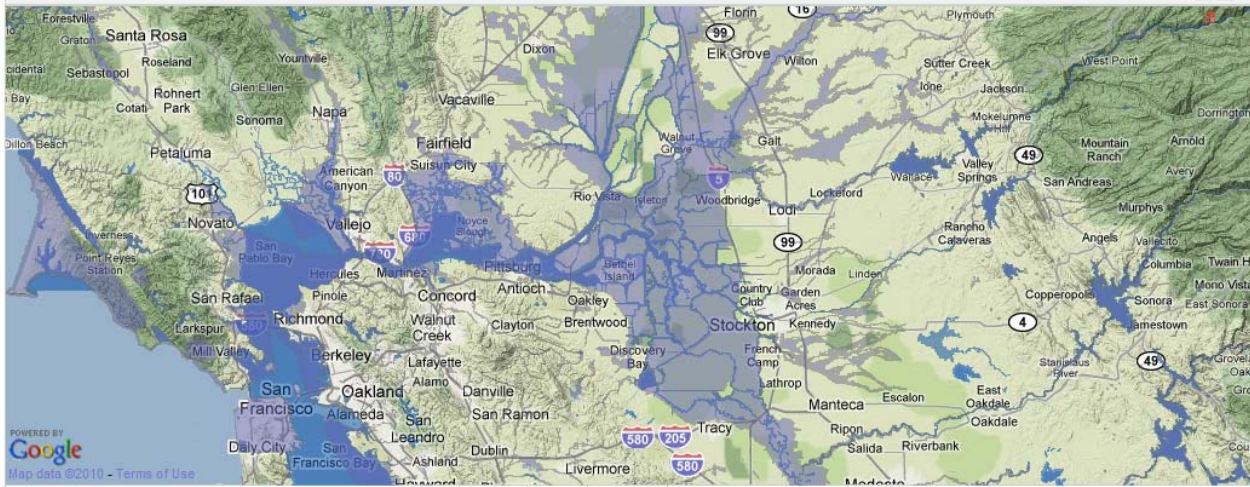 Forestville
Graton
Santa Rosa
Roseland
Sebastopol
Rohnert
Park
Cotati
Glen Ellen
Sonoma
Yountville
Napa
Petaluma
Dillon Beach
101
Novato
Inverness
Point Reyes
Station
San Rafael
Larkspur
Mill Valley
American
Canyon
Vallejo
San
Pablo Bay
Hercules
Pinole
Richmond
Berkeley
San
Francisco
Daly City
Oakland
Alameda
San
Leandro
San
Francisco Bay
Ashland
Hayward
Dixon
Vacaville
Fairfield
Suisun City
80
680
Noyce
Slough
Martinez
Concord
Walnut
Creek
Lafayette
Alamo
Danville
San Ramon
Dublin
Clayton
Pittsburg
Antioch
Oakley
Brentwood
Discovery
Bay
Bethel
Island
Rio Vista
Isleton
Walnut
Grove
Florin
99
Elk Grove
16
Wilton
Galt
5
Woodbridge
Lodi
Lockeford
99
Morada
Linden
Country
Club
Garden
Acres
Stockton
Kennedy
French
Camp
Lathrop
Manteca
Escalon
Tracy
580
205
580
Livermore
Ripon
Salida
Riverbank
Modesto
East
Oakdale
Oakdale
Plymouth
Sutter Creek
Ione
Jackson
Mokelumne
Hill
West Point
Wallace
Valley
Springs
49
San Andreas
Mountain
Ranch
Dorrington
Arnold
Avery
Murphys
Rancho
Calaveras
Angels
Vallecito
Columbia
Twain H
Mono Vista
Copperopolis
Sonora
East Sonora
Jamestown
4
Stanislaus
River
49
POWERED BY
Google
Map data ©2010 - Terms of Use